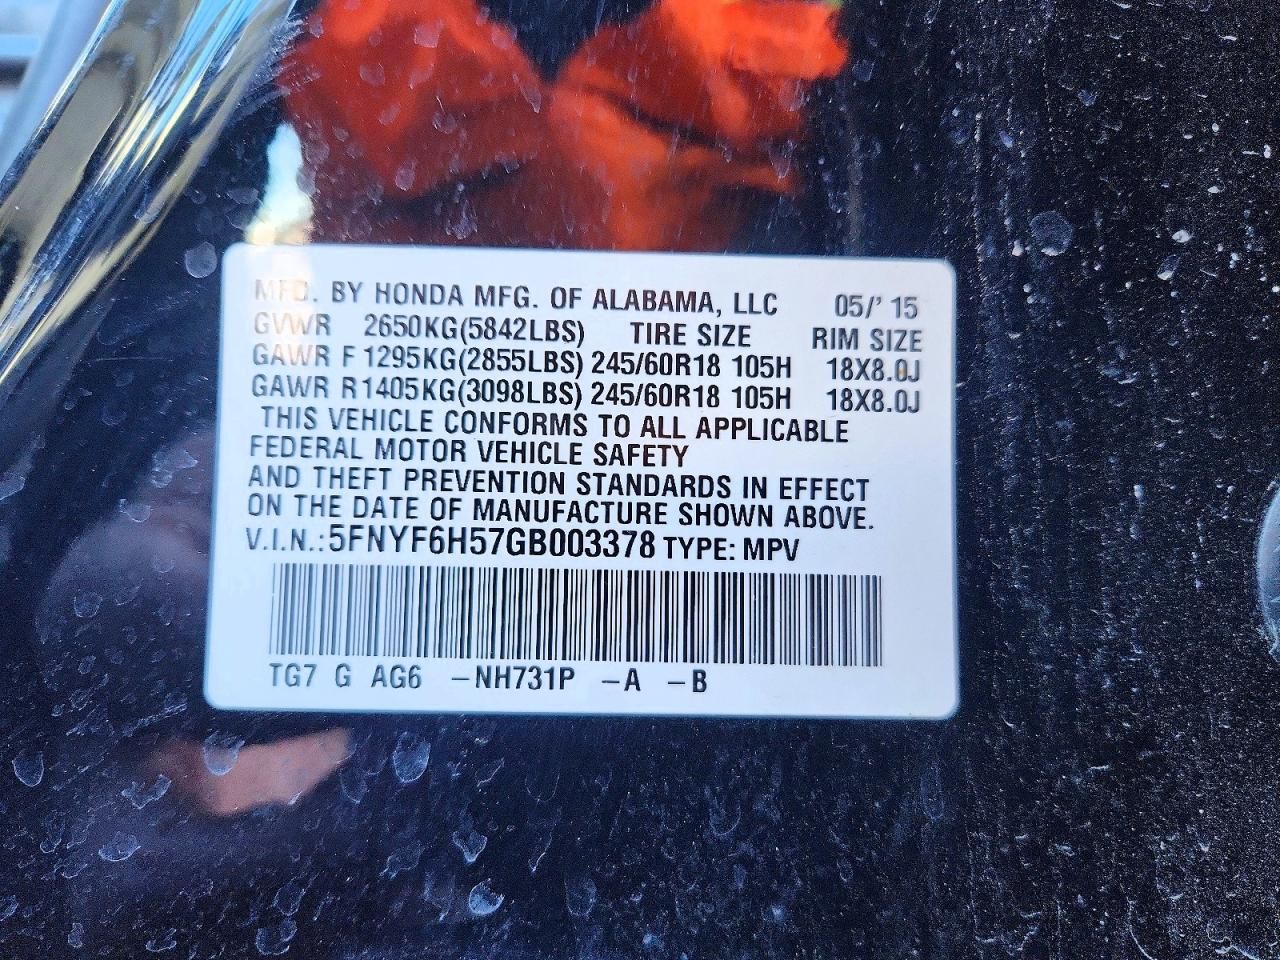 MFD. BY HONDA MFG. OF ALABAMA, LLC 05/' 15
GVWR 2650KG(5842LBS) TIRE SIZE RIM SIZE
GAWR F 1295KG(2855LBS) 245/60R18 105H 18X8.0J
GAWR R1405KG(3098LBS) 245/60R18 105H 18X8.0J
THIS VEHICLE CONFORMS TO ALL APPLICABLE
FEDERAL MOTOR VEHICLE SAFETY
AND THEFT PREVENTION STANDARDS IN EFFECT
ON THE DATE OF MANUFACTURE SHOWN ABOVE.
V.I.N.: 5FNYF6H57GB003378 TYPE: MPV
TG7 G AG6 –NH731P –A –B